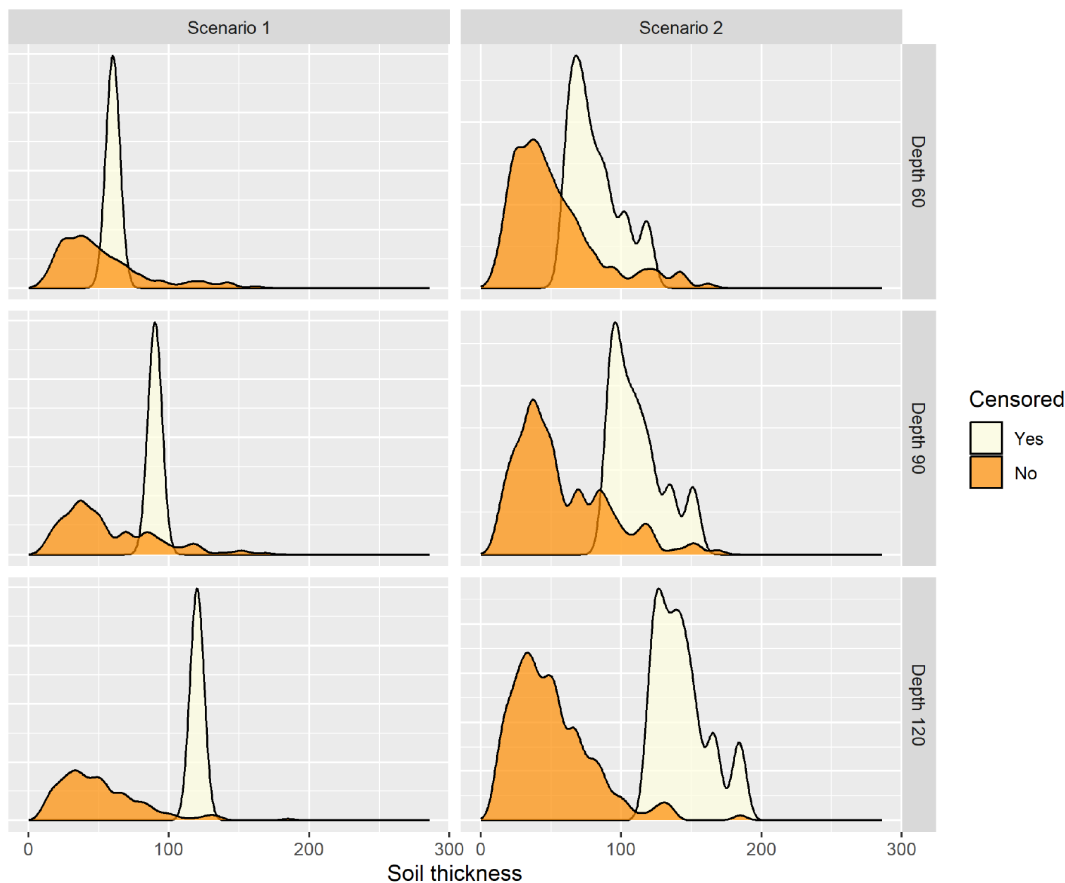 Scenario 1
Scenario 2
Depth 60
Depth 90
Depth 120
Censored
Yes
No
0 100 200 300 0 100 200 300
Soil thickness